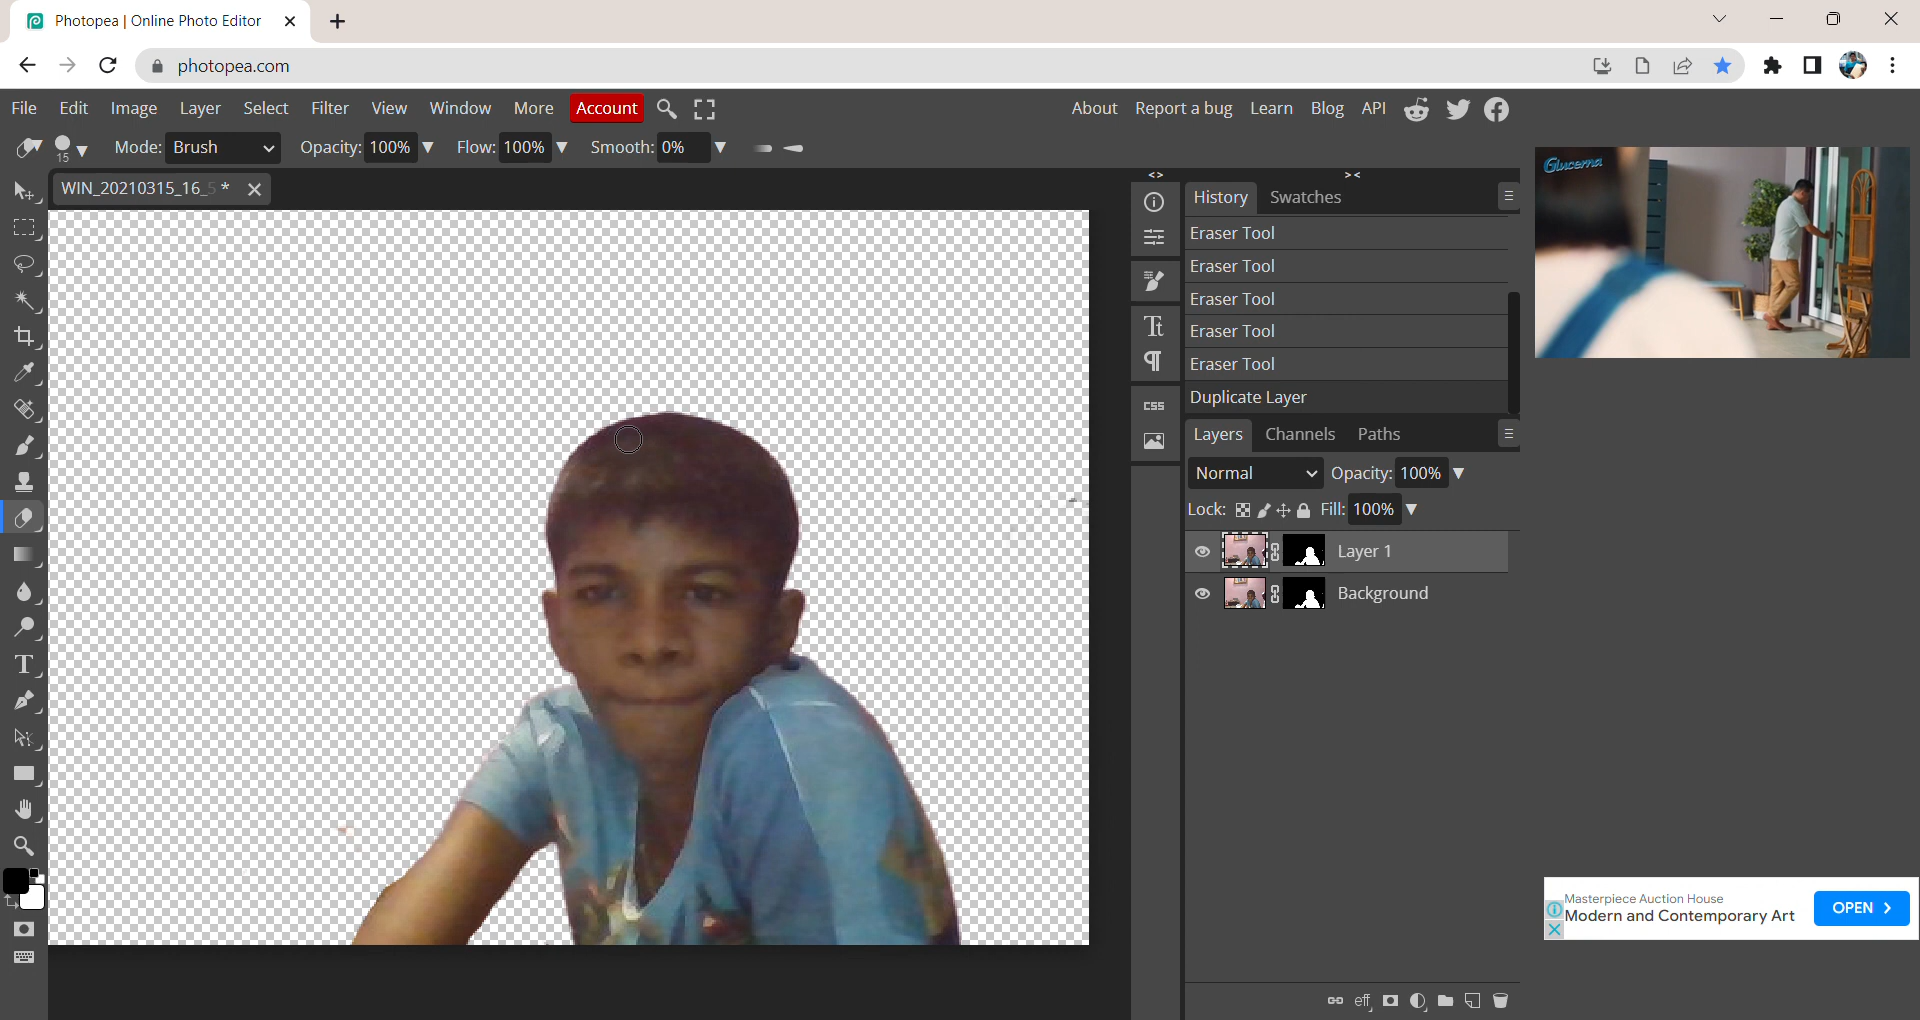 Photopea | Online Photo Editor
photopea.com
File Edit Image Layer Select Filter View Window More Account
About Report a bug Learn Blog API
15 Mode: Brush Opacity: 100% Flow: 100% Smooth: 0%
WIN_20210315_16_5 *
<> ><
History Swatches
Eraser Tool
Eraser Tool
Eraser Tool
Eraser Tool
Eraser Tool
Duplicate Layer
CSS
Layers Channels Paths
Normal Opacity: 100%
Lock: Fill: 100%
Layer 1
Background
eff
Glucerna
Masterpiece Auction House
Modern and Contemporary Art
OPEN